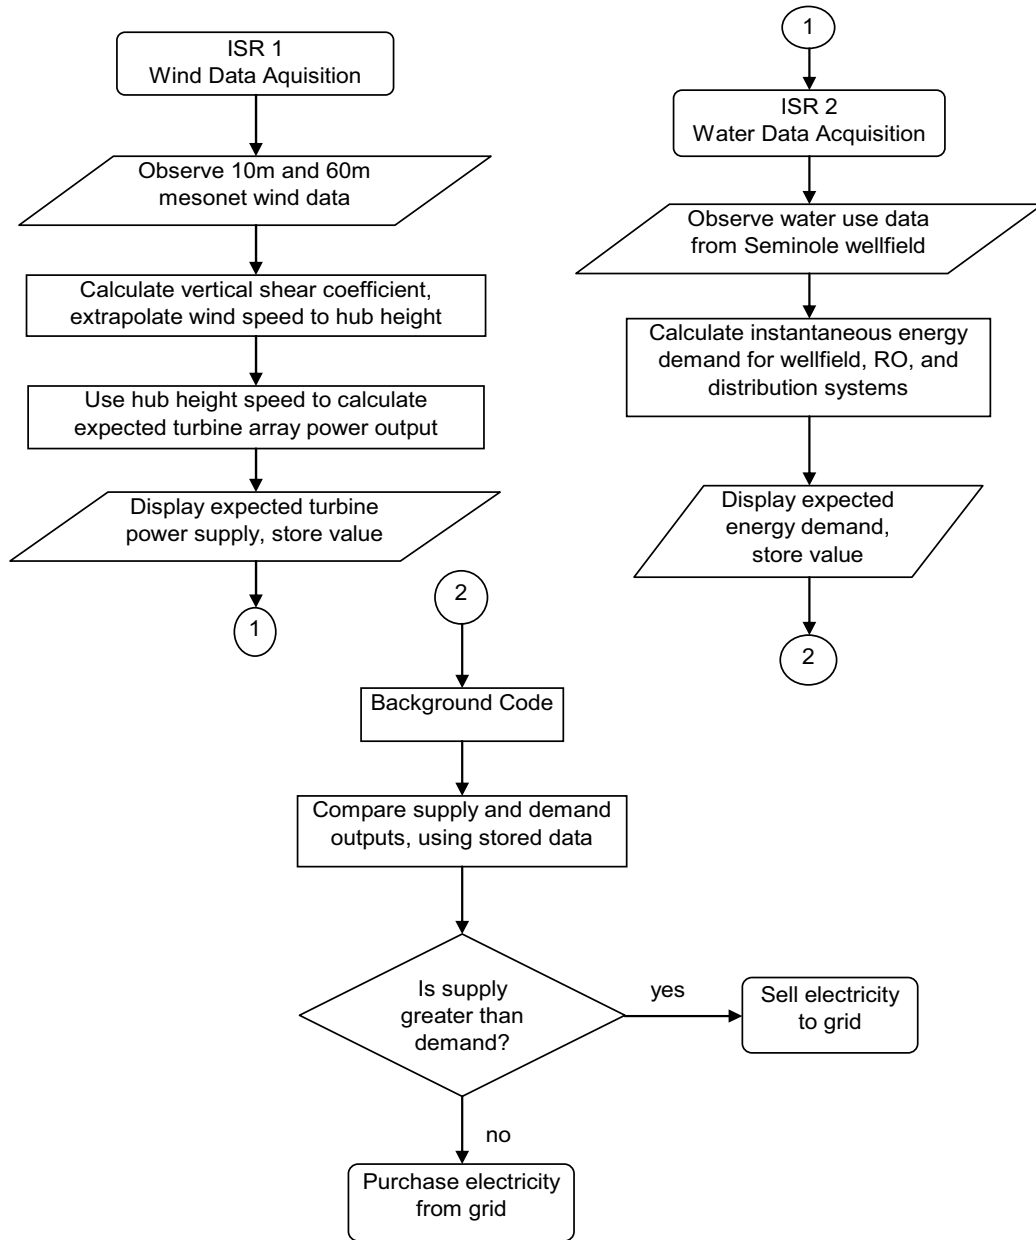 ISR 1
Wind Data Aquisition
Observe 10m and 60m
mesonet wind data
Calculate vertical shear coefficient,
extrapolate wind speed to hub height
Use hub height speed to calculate
expected turbine array power output
Display expected turbine
power supply, store value
1
1
ISR 2
Water Data Acquisition
Observe water use data
from Seminole wellfield
Calculate instantaneous energy
demand for wellfield, RO, and
distribution systems
Display expected
energy demand,
store value
2
2
Background Code
Compare supply and demand
outputs, using stored data
Is supply
greater than
demand?
yes
Sell electricity
to grid
no
Purchase electricity
from grid